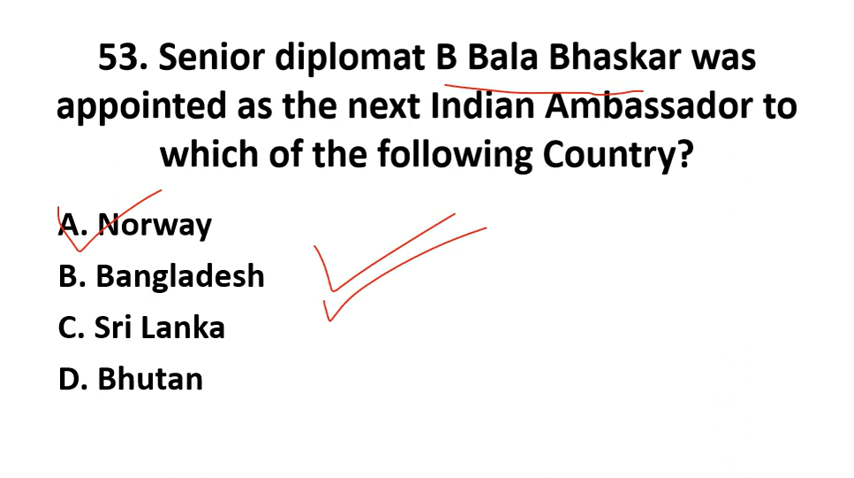 53. Senior diplomat B Bala Bhaskar was
appointed as the next Indian Ambassador to
which of the following Country?
A. Norway
B. Bangladesh
C. Sri Lanka
D. Bhutan